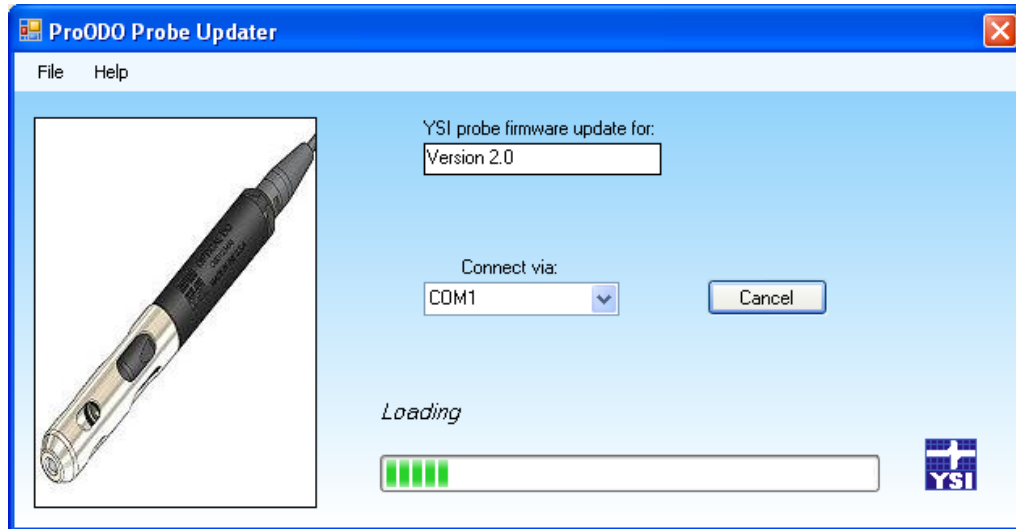 ProODO Probe Updater
File Help
YSI probe firmware update for:
Version 2.0
Connect via:
COM1
Cancel
Loading
YSI